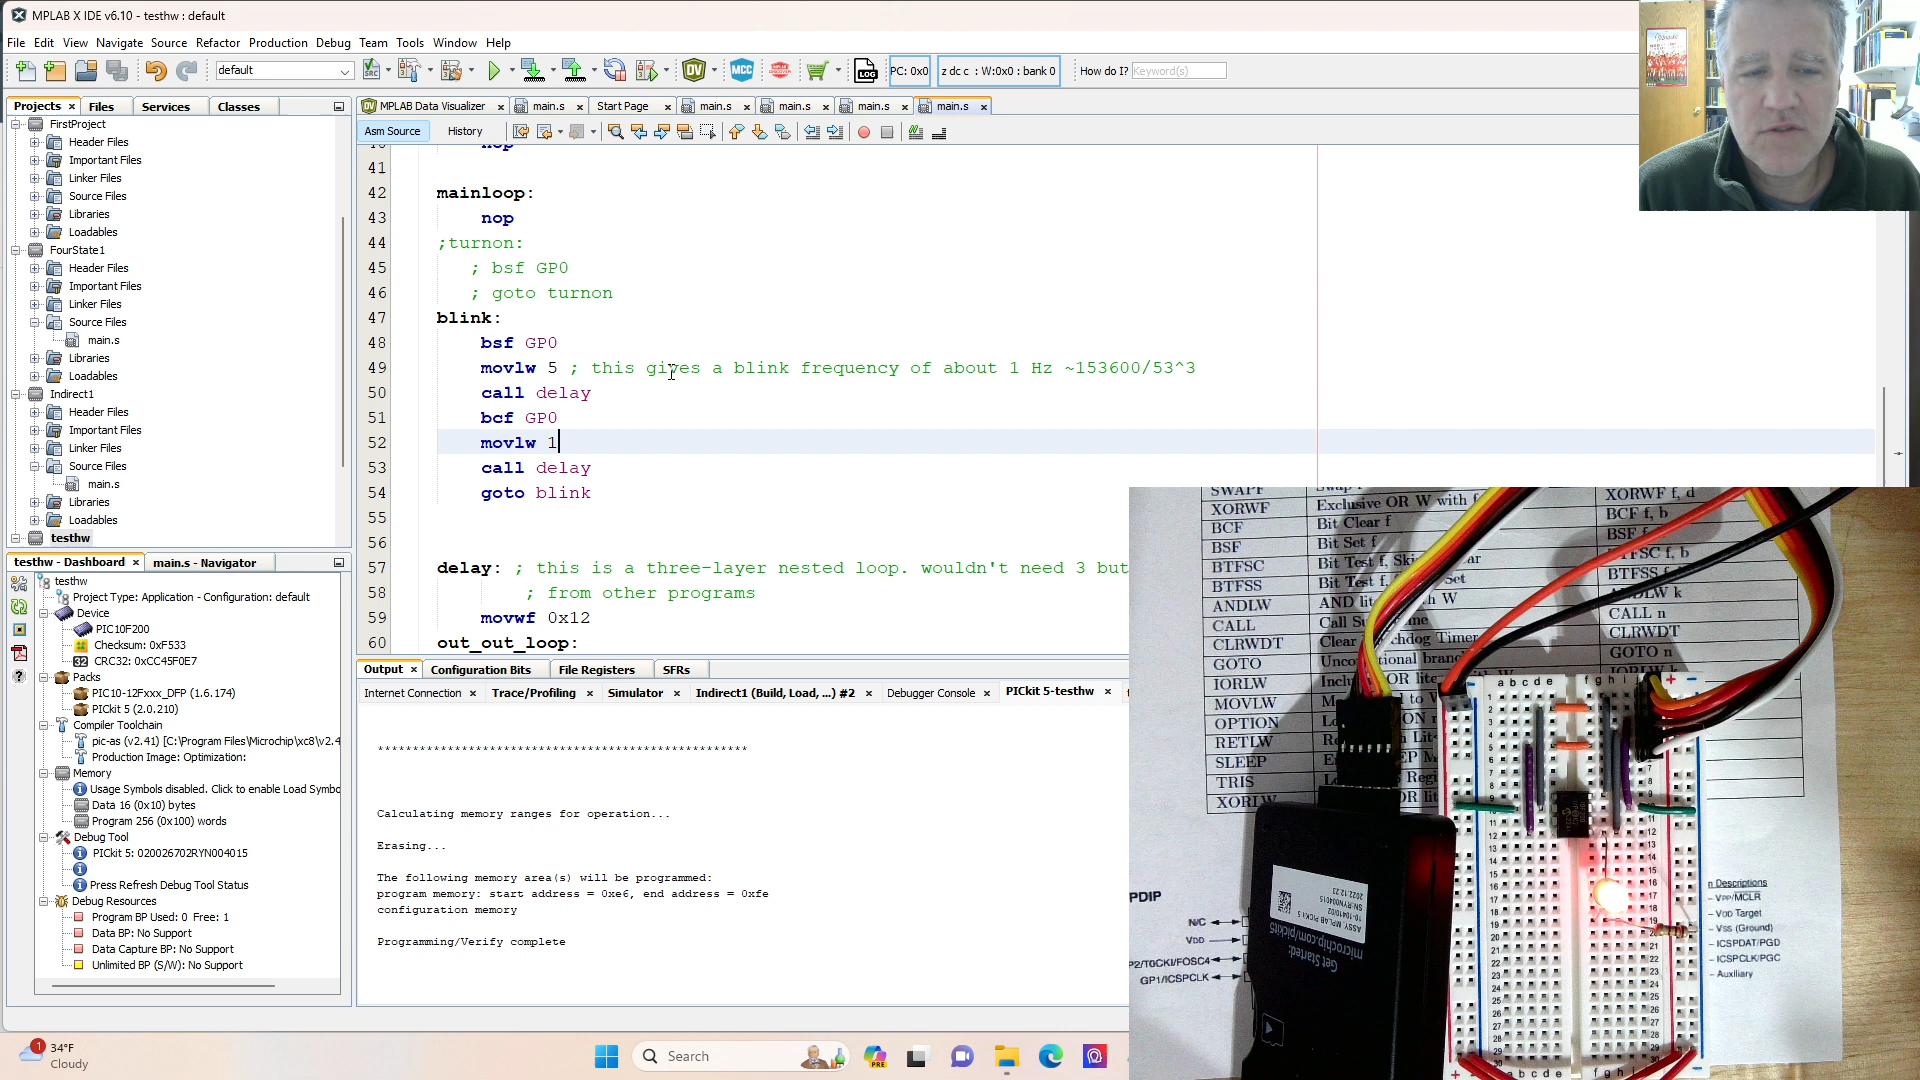 MPLAB X IDE v6.10 - testhw : default
File Edit View Navigate Source Refactor Production Debug Team Tools Window Help
default
PC: 0x0
z dc c : W:0x0 : bank 0
How do I? Keyword(s)
Projects Files Services Classes
MPLAB Data Visualizer main.s Start Page main.s main.s main.s main.s
Asm Source History
FirstProject
Header Files
Important Files
Linker Files
Source Files
Libraries
Loadables
FourState1
Header Files
Important Files
Linker Files
Source Files
main.s
Libraries
Loadables
Indirect1
Header Files
Important Files
Linker Files
Source Files
main.s
Libraries
Loadables
testhw
nop
41
42 mainloop:
43 nop
44 ;turnon:
45 ; bsf GP0
46 ; goto turnon
47 blink:
48 bsf GP0
49 movlw 5 ; this gives a blink frequency of about 1 Hz ~153600/53^3
50 call delay
51 bcf GP0
52 movlw 1
53 call delay
54 goto blink
55
56
57 delay: ; this is a three-layer nested loop. wouldn't need 3 but
58 ; from other programs
59 movwf 0x12
60 out_out_loop:
testhw - Dashboard main.s - Navigator
testhw
Project Type: Application - Configuration: default
Device
PIC10F200
Checksum: 0xF533
CRC32: 0xCC45F0E7
Packs
PIC10-12Fxxx_DFP (1.6.174)
PICkit 5 (2.0.210)
Compiler Toolchain
pic-as (v2.41) [C:\Program Files\Microchip\xc8\v2.4
Production Image: Optimization:
Memory
Usage Symbols disabled. Click to enable Load Symbo
Data 16 (0x10) bytes
Program 256 (0x100) words
Debug Tool
PICkit 5: 020026702RYN004015
Press Refresh Debug Tool Status
Debug Resources
Program BP Used: 0 Free: 1
Data BP: No Support
Data Capture BP: No Support
Unlimited BP (S/W): No Support
Output Configuration Bits File Registers SFRs
Internet Connection Trace/Profiling Simulator Indirect1 (Build, Load, ...) #2 Debugger Console PICkit 5-testhw
**************************************************
Calculating memory ranges for operation...
Erasing...
The following memory area(s) will be programmed:
program memory: start address = 0xe6, end address = 0xfe
configuration memory
Programming/Verify complete
SWAPF
XORWF Exclusive OR W with f XORWF f, d
BCF Bit Clear f BCF f, b
BSF Bit Set f BSF f, b
BTFSC Bit Test f, BTFSC f, b
BTFSS Bit Test f, Set BTFSS f, b
ANDLW AND ANDLW k
CALL Call CALL n
CLRWDT Clear Timer CLRWDT
GOTO GOTO n
IORLW IORLW k
MOVLW
OPTION
RETLW
SLEEP
TRIS
XORLW
PDIP
N/C
VDD
P2/T0CKI/FOSC4
GP1/ICSPCLK
microchip.com/pickit5
Get Started:
n Descriptions
- VPP/MCLR
- VDD Target
- VSS (Ground)
- ICSPDAT/PGD
- ICSPCLK/PGC
- Auxiliary
34°F
Cloudy
Search